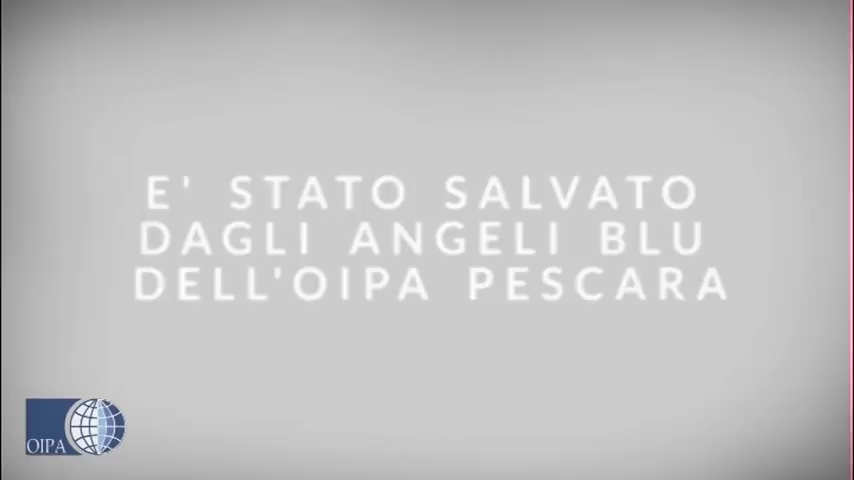 E' STATO SALVATO
DAGLI ANGELI BLU
DELL'OIPA PESCARA
OIPA